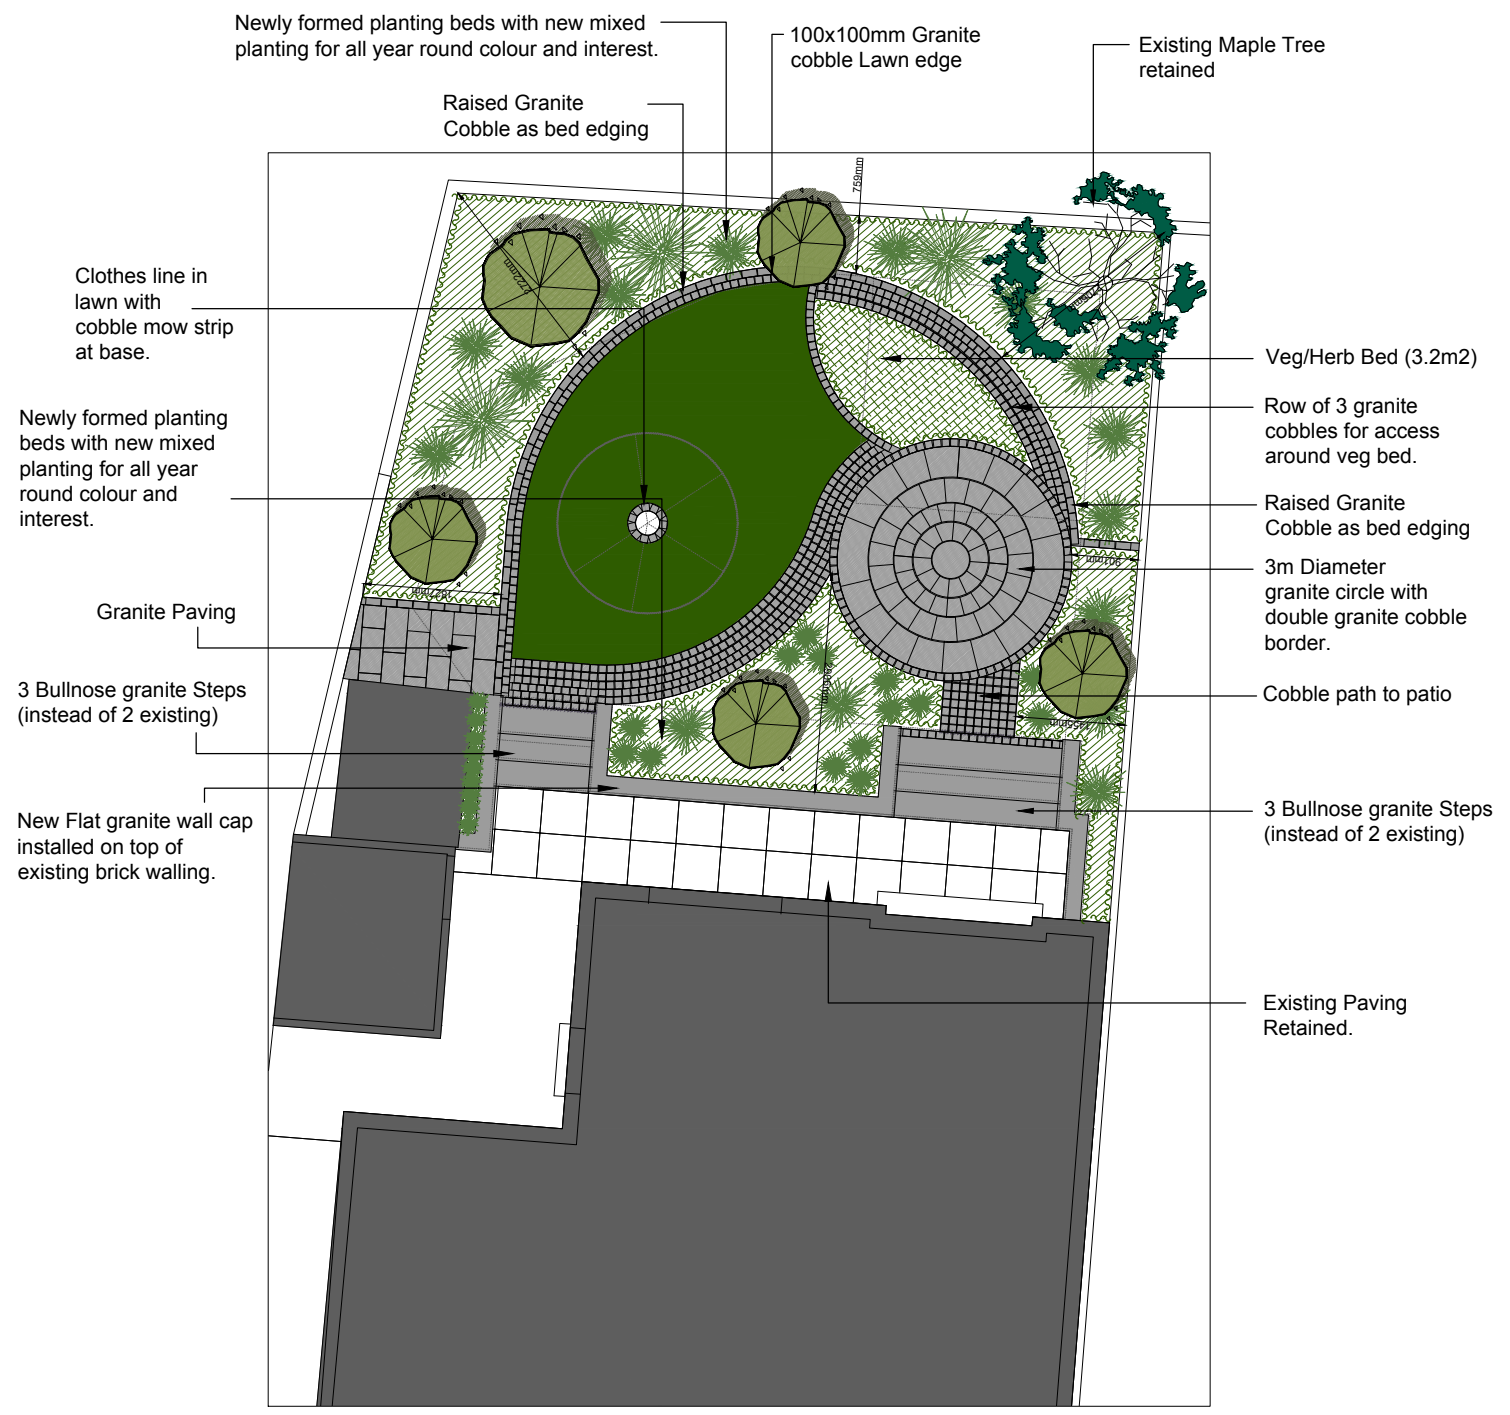 Newly formed planting beds with new mixed
planting for all year round colour and interest.
100x100mm Granite
cobble Lawn edge
Existing Maple Tree
retained
Raised Granite
Cobble as bed edging
759mm
Clothes line in
lawn with
cobble mow strip
at base.
2722mm
Veg/Herb Bed (3.2m2)
Row of 3 granite
cobbles for access
around veg bed.
Newly formed planting
beds with new mixed
planting for all year
round colour and
interest.
Raised Granite
Cobble as bed edging
901mm
3m Diameter
granite circle with
double granite cobble
border.
1827mm
Granite Paving
3 Bullnose granite Steps
(instead of 2 existing)
Cobble path to patio
New Flat granite wall cap
installed on top of
existing brick walling.
3 Bullnose granite Steps
(instead of 2 existing)
Existing Paving
Retained.